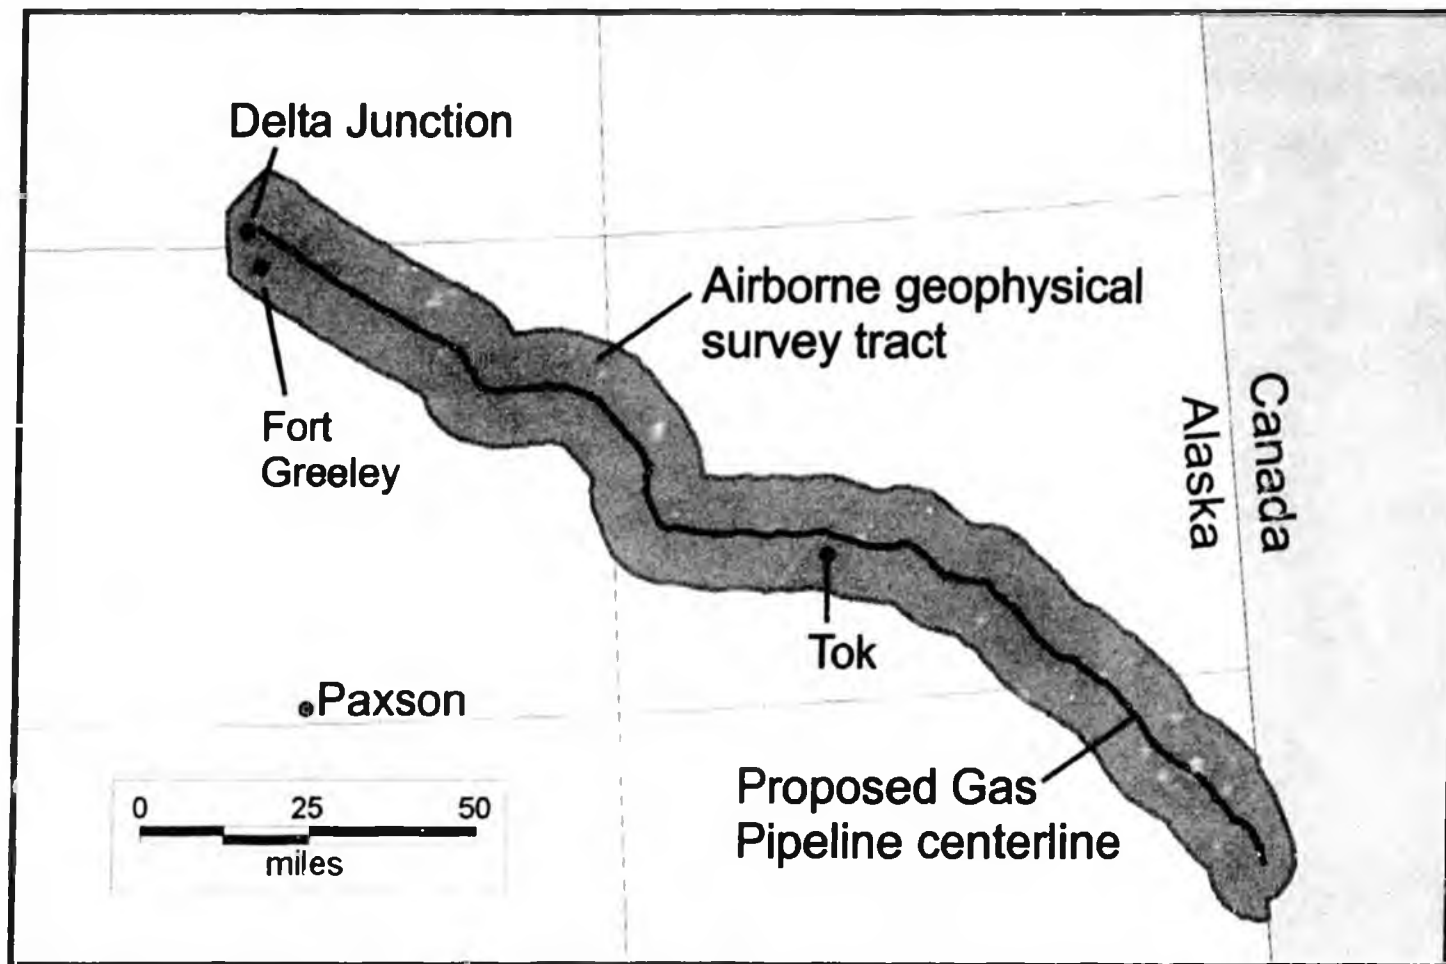 Delta Junction
Airborne geophysical
survey tract
Fort
Greeley
Canada
Alaska
Tok
Paxson
Proposed Gas
Pipeline centerline
0 25 50
miles